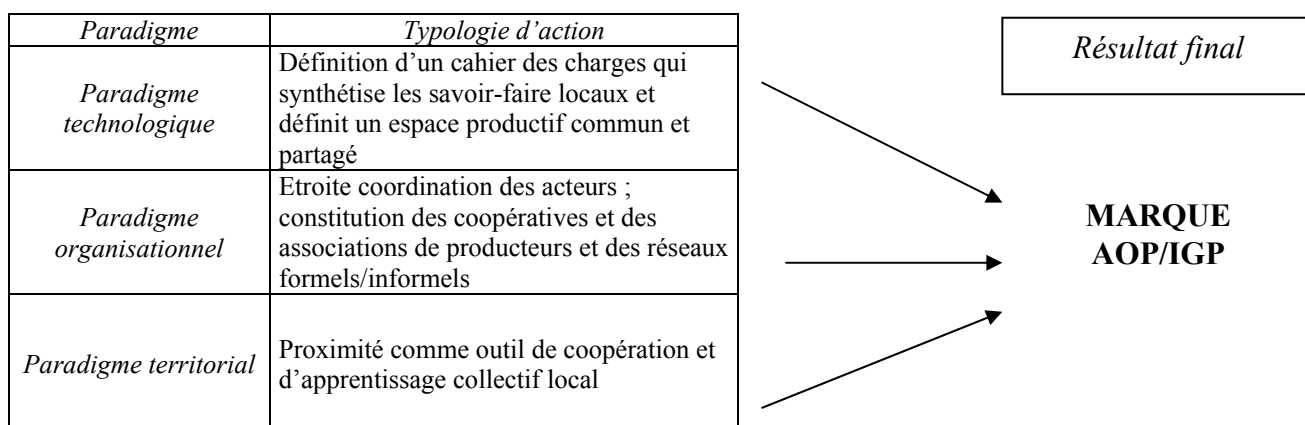 Paradigme
Typologie d'action
Paradigme
technologique
Définition d'un cahier des charges qui
synthétise les savoir-faire locaux et
définit un espace productif commun et
partagé
Paradigme
organisationnel
Etroite coordination des acteurs ;
constitution des coopératives et des
associations de producteurs et des réseaux
formels/informels
Paradigme territorial
Proximité comme outil de coopération et
d'apprentissage collectif local
Résultat final
MARQUE
AOP/IGP